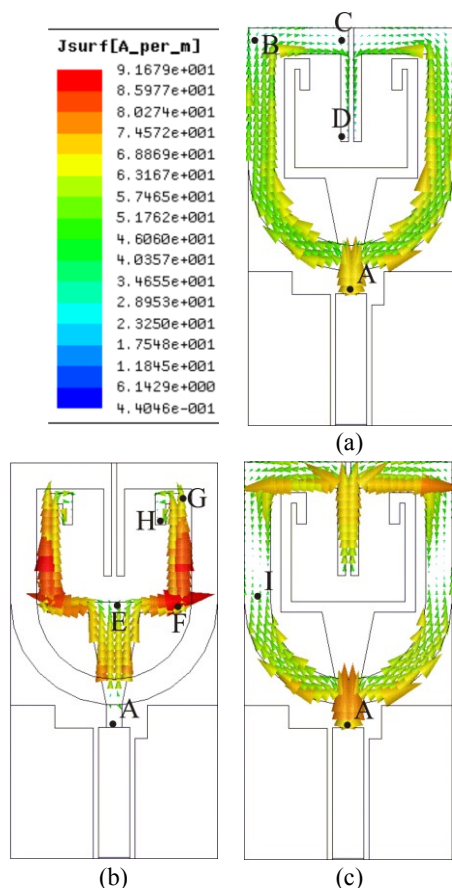 Jsurf[A_per_m]
9.1679e+001
8.5977e+001
8.0274e+001
7.4572e+001
6.8869e+001
6.3167e+001
5.7465e+001
5.1762e+001
4.6060e+001
4.0357e+001
3.4655e+001
2.8953e+001
2.3250e+001
1.7548e+001
1.1845e+001
6.1429e+000
4.4046e-001
B
C
D
A
(a)
G
H
E
F
A
(b)
I
A
(c)